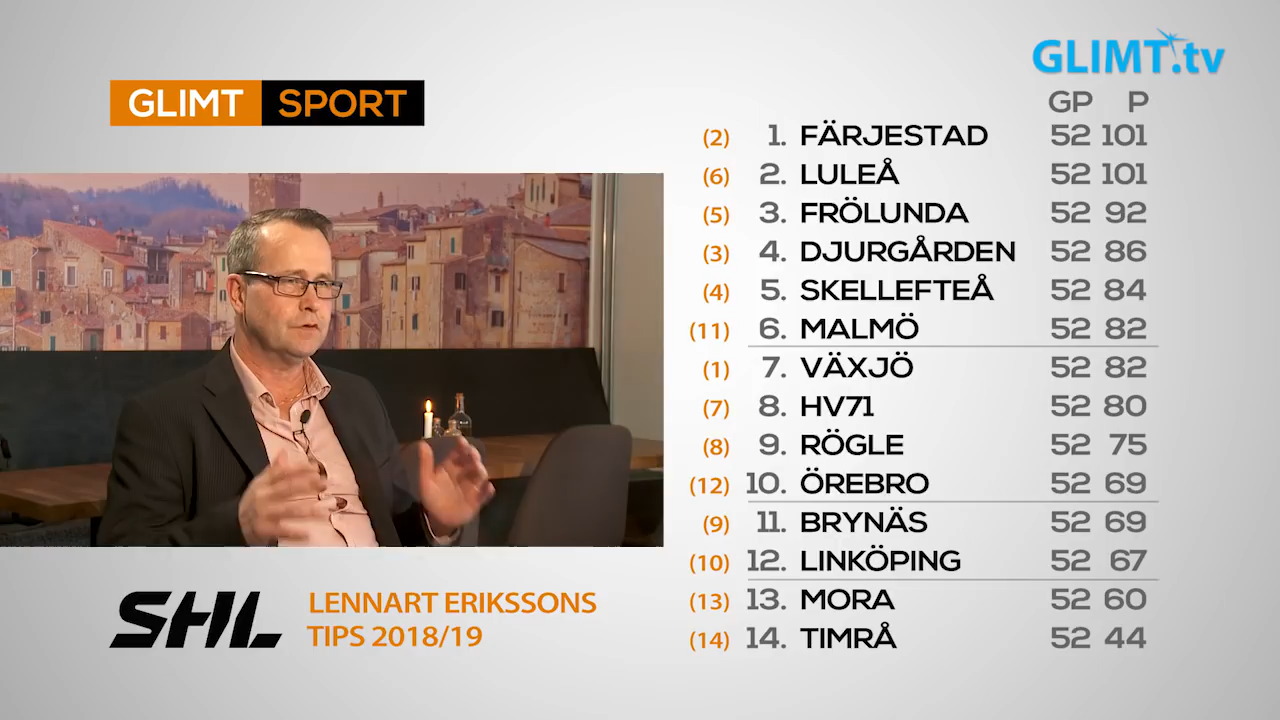 GLIMT.tv
GLIMT SPORT
GP P
(2) 1. FÄRJESTAD 52 101
(6) 2. LULEÅ 52 101
(5) 3. FRÖLUNDA 52 92
(3) 4. DJURGÅRDEN 52 86
(4) 5. SKELLEFTEÅ 52 84
(11) 6. MALMÖ 52 82
(1) 7. VÄXJÖ 52 82
(7) 8. HV71 52 80
(8) 9. RÖGLE 52 75
(12) 10. ÖREBRO 52 69
(9) 11. BRYNÄS 52 69
(10) 12. LINKÖPING 52 67
(13) 13. MORA 52 60
(14) 14. TIMRÅ 52 44
SHL
LENNART ERIKSSONS
TIPS 2018/19